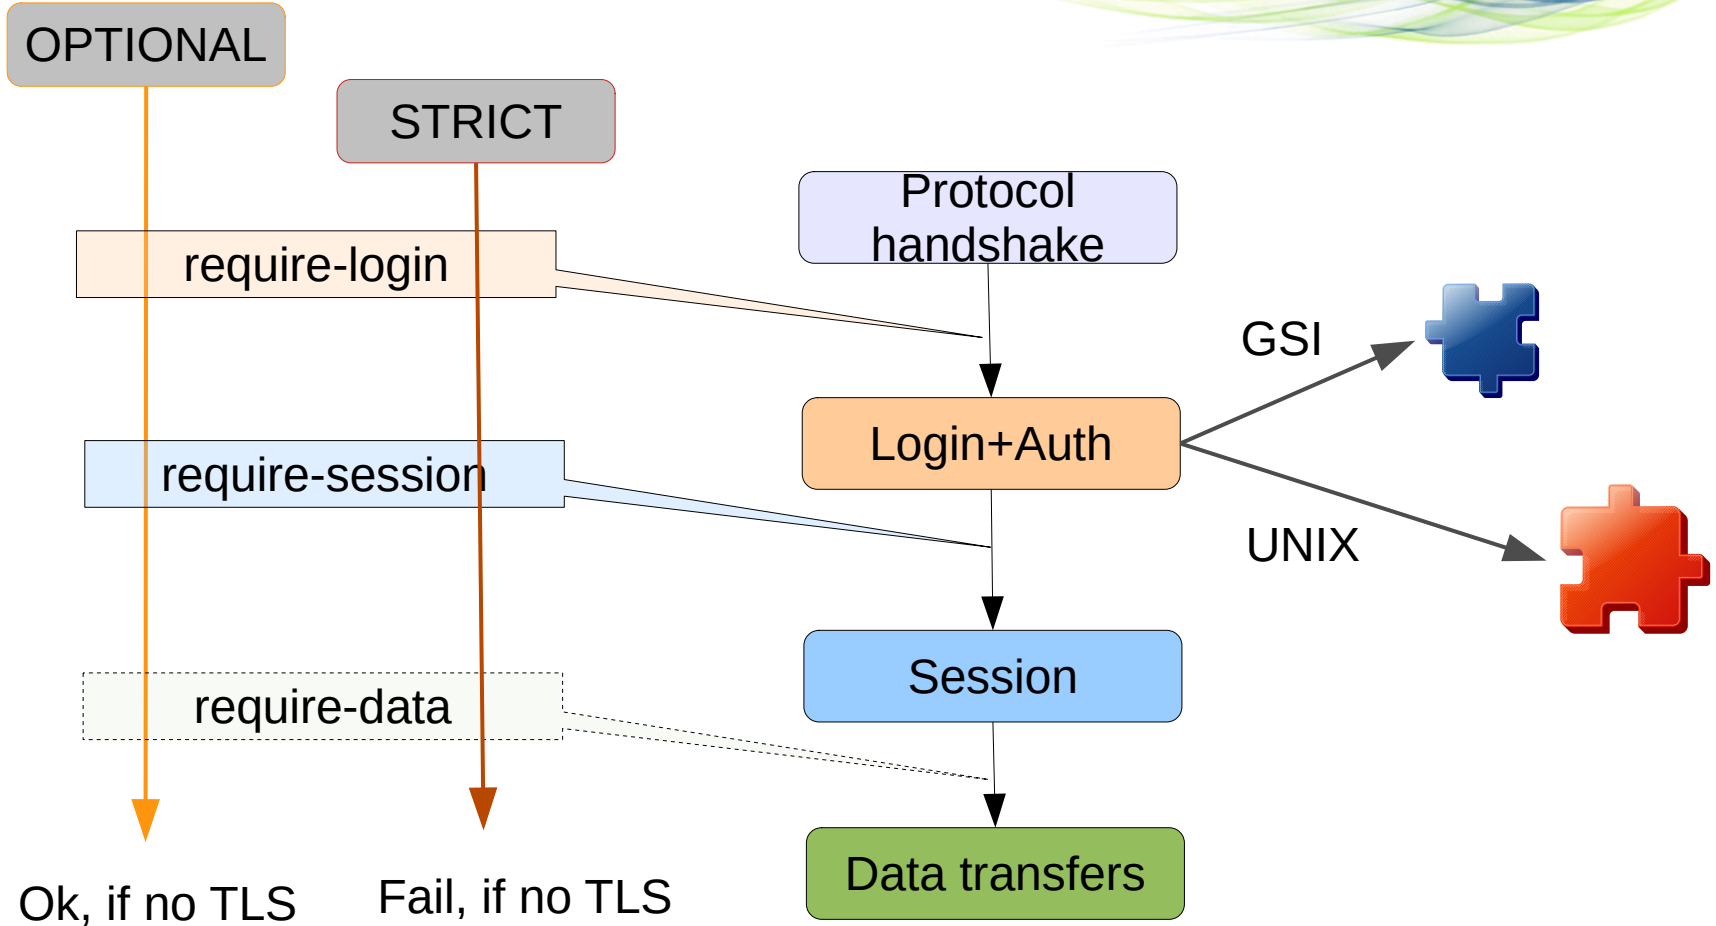 OPTIONAL
STRICT
Protocol
handshake
require-login
GSI
Login+Auth
require-session
UNIX
Session
require-data
Data transfers
Ok, if no TLS
Fail, if no TLS